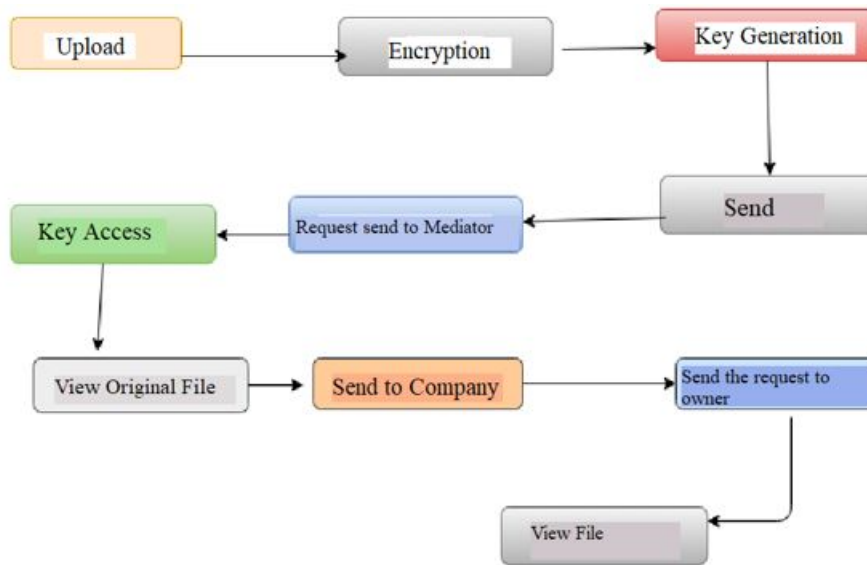 Upload
Encryption
Key Generation
Send
Request send to Mediator
Key Access
View Original File
Send to Company
Send the request to
owner
View File